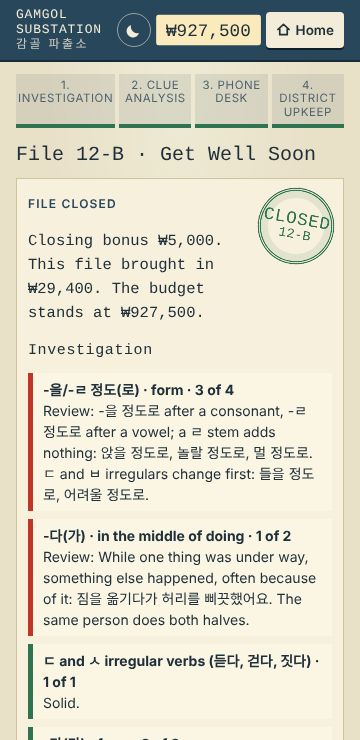 GAMGOL
SUBSTATION
감골 파출소
₩927,500
Home
1.
INVESTIGATION
2. CLUE
ANALYSIS
3. PHONE
DESK
4.
DISTRICT
UPKEEP
File 12-B · Get Well Soon
FILE CLOSED
CLOSED
12-B
Closing bonus ₩5,000.
This file brought in
₩29,400. The budget
stands at ₩927,500.
Investigation
-을/-ㄹ 정도(로) · form · 3 of 4
Review: -을 정도로 after a consonant, -ㄹ
정도로 after a vowel; a ㄹ stem adds
nothing: 앉을 정도로, 놀랄 정도로, 멀 정도로.
ㄷ and ㅂ irregulars change first: 들을 정도
로, 어려울 정도로.
-다(가) · in the middle of doing · 1 of 2
Review: While one thing was under way,
something else happened, often because
of it: 짐을 옮기다가 허리를 삐끗했어요. The
same person does both halves.
ㄷ and ㅅ irregular verbs (듣다, 걷다, 짓다) ·
1 of 1
Solid.